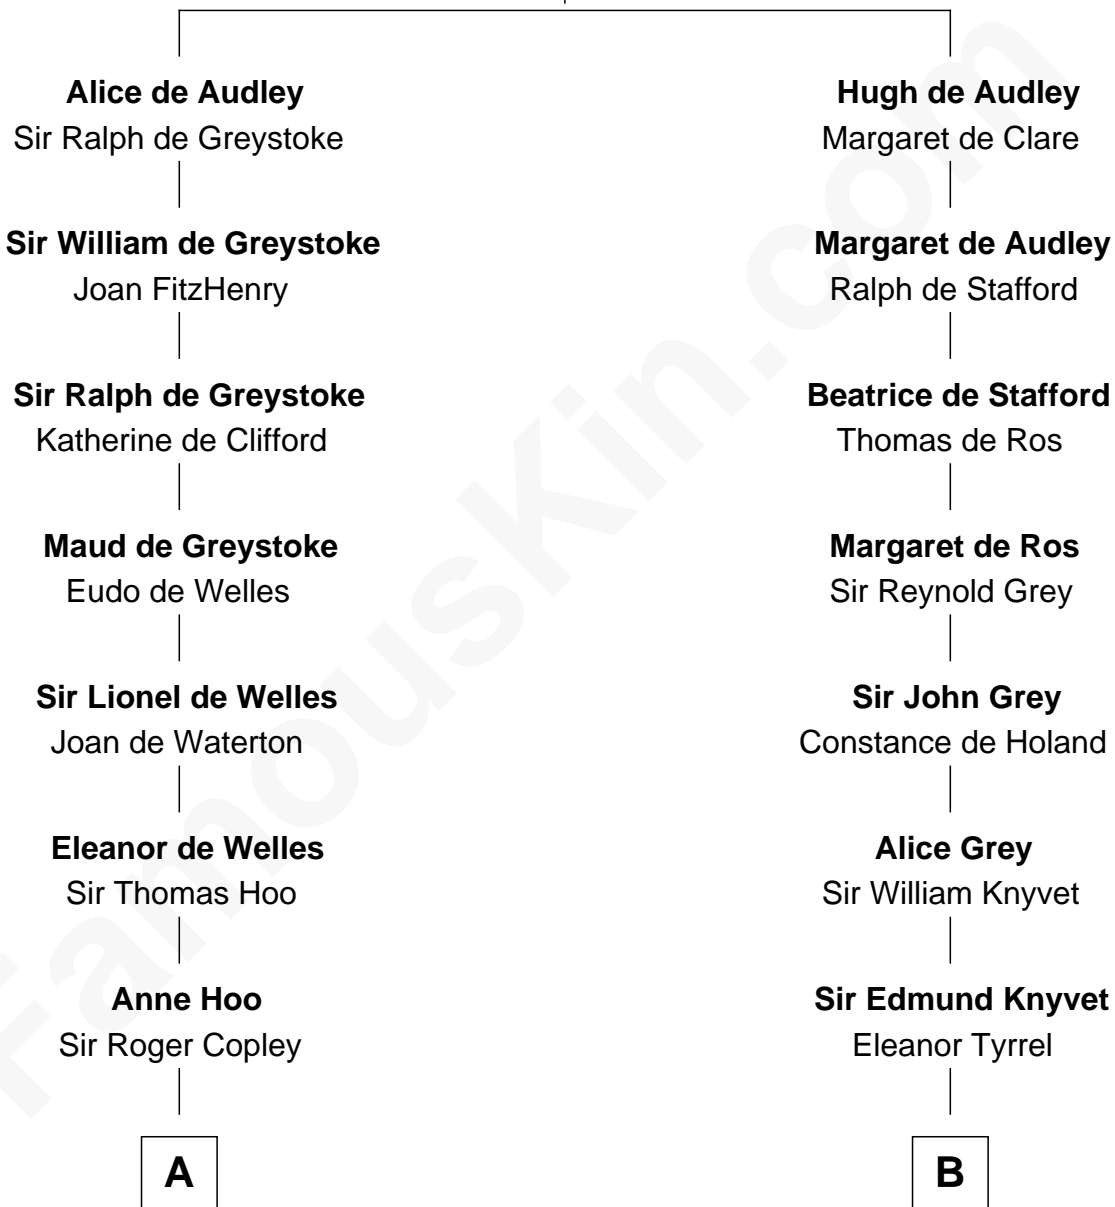 Alice de Audley
Sir Ralph de Greystoke
Hugh de Audley
Margaret de Clare
Sir William de Greystoke
Joan FitzHenry
Margaret de Audley
Ralph de Stafford
Sir Ralph de Greystoke
Katherine de Clifford
Beatrice de Stafford
Thomas de Ros
Maud de Greystoke
Eudo de Welles
Margaret de Ros
Sir Reynold Grey
Sir Lionel de Welles
Joan de Waterton
Sir John Grey
Constance de Holand
Eleanor de Welles
Sir Thomas Hoo
Alice Grey
Sir William Knyvet
Anne Hoo
Sir Roger Copley
Sir Edmund Knyvet
Eleanor Tyrrel
A
B
FamousKin.com